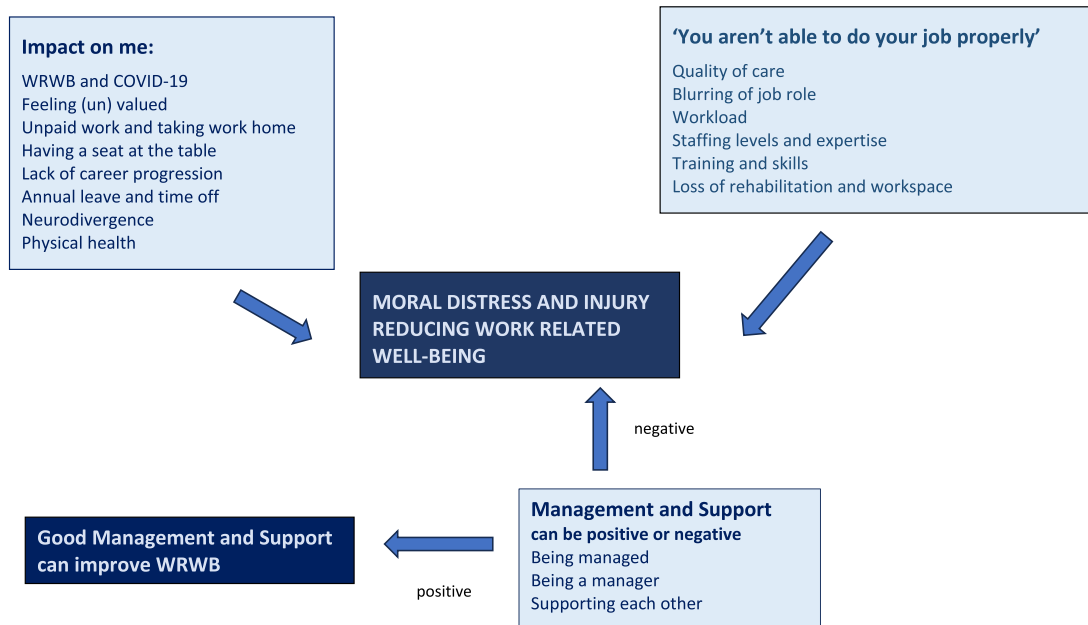 Impact on me:
WRWB and COVID-19
Feeling (un) valued
Unpaid work and taking work home
Having a seat at the table
Lack of career progression
Annual leave and time off
Neurodivergence
Physical health
‘You aren’t able to do your job properly’
Quality of care
Blurring of job role
Workload
Staffing levels and expertise
Training and skills
Loss of rehabilitation and workspace
MORAL DISTRESS AND INJURY
REDUCING WORK RELATED
WELL-BEING
negative
Good Management and Support
can improve WRWB
positive
Management and Support
can be positive or negative
Being managed
Being a manager
Supporting each other